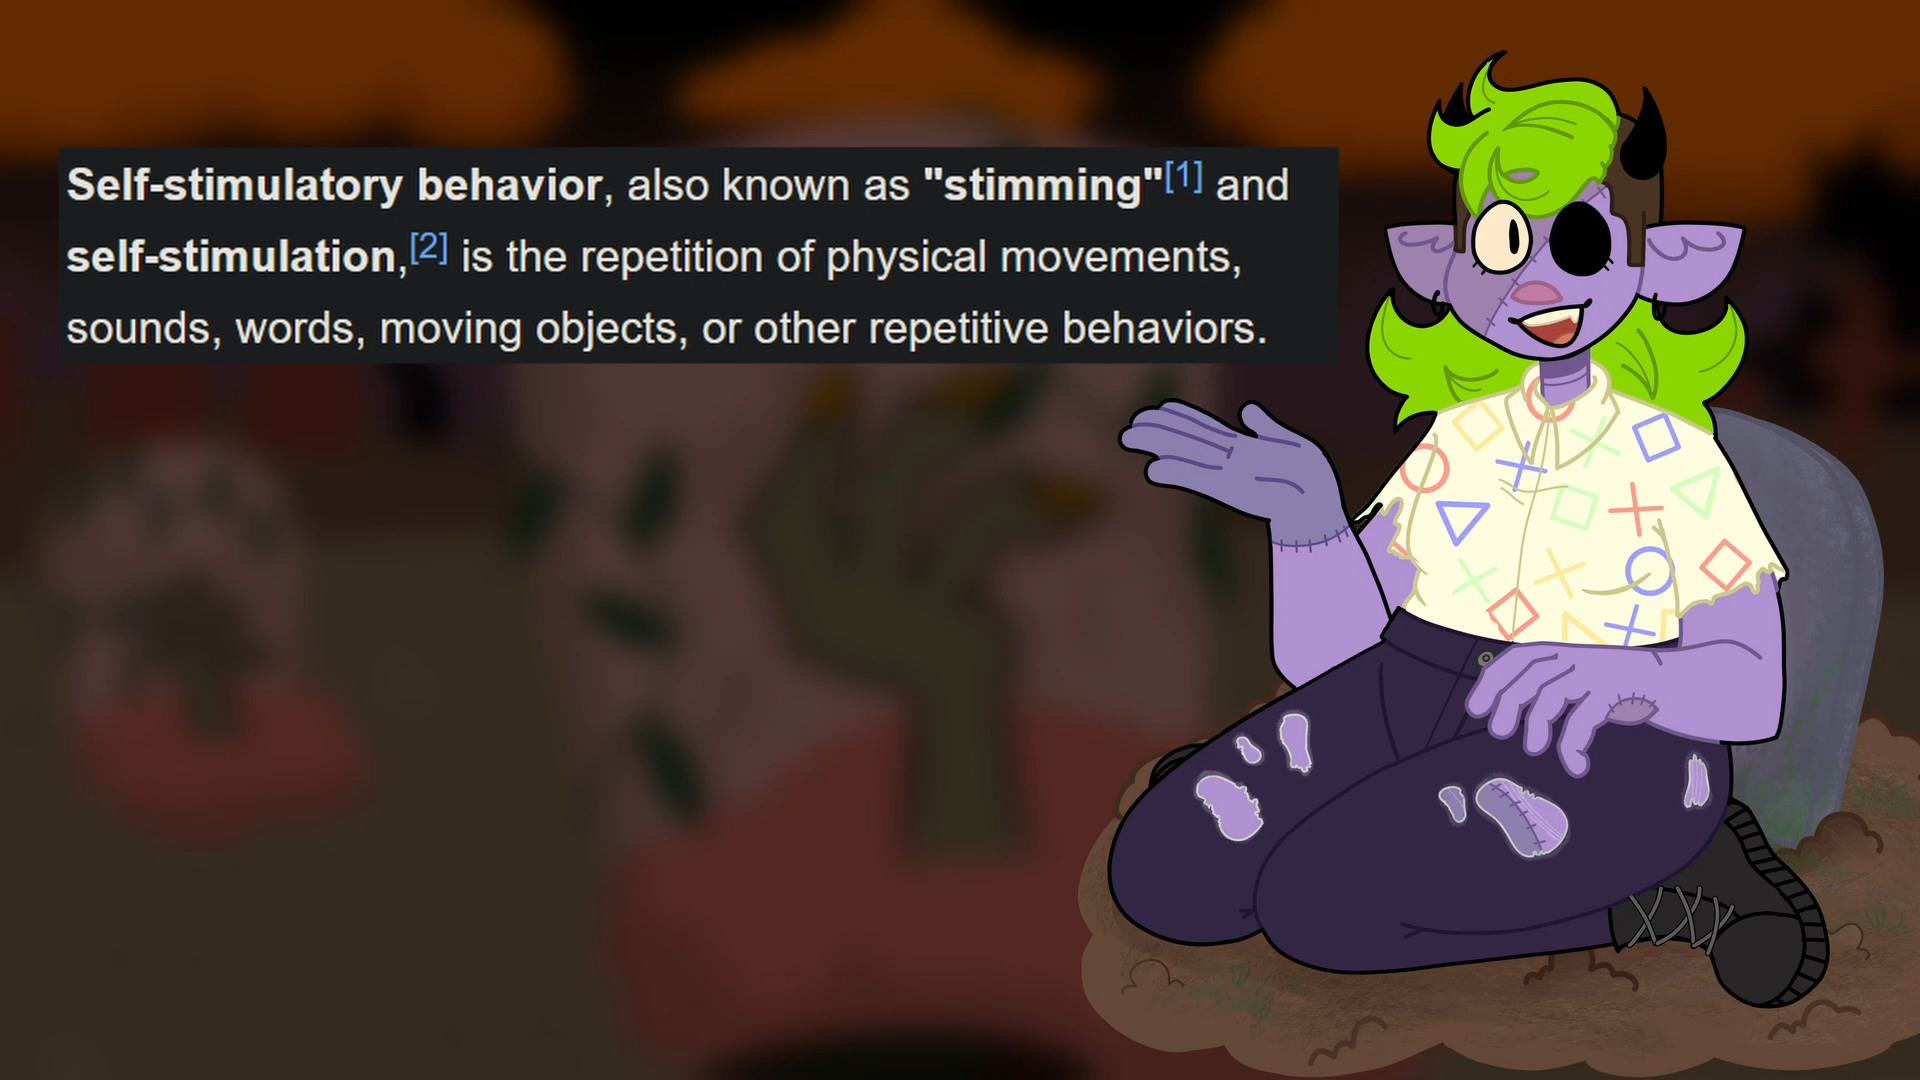 Self-stimulatory behavior, also known as "stimming"[1] and
self-stimulation,[2] is the repetition of physical movements,
sounds, words, moving objects, or other repetitive behaviors.